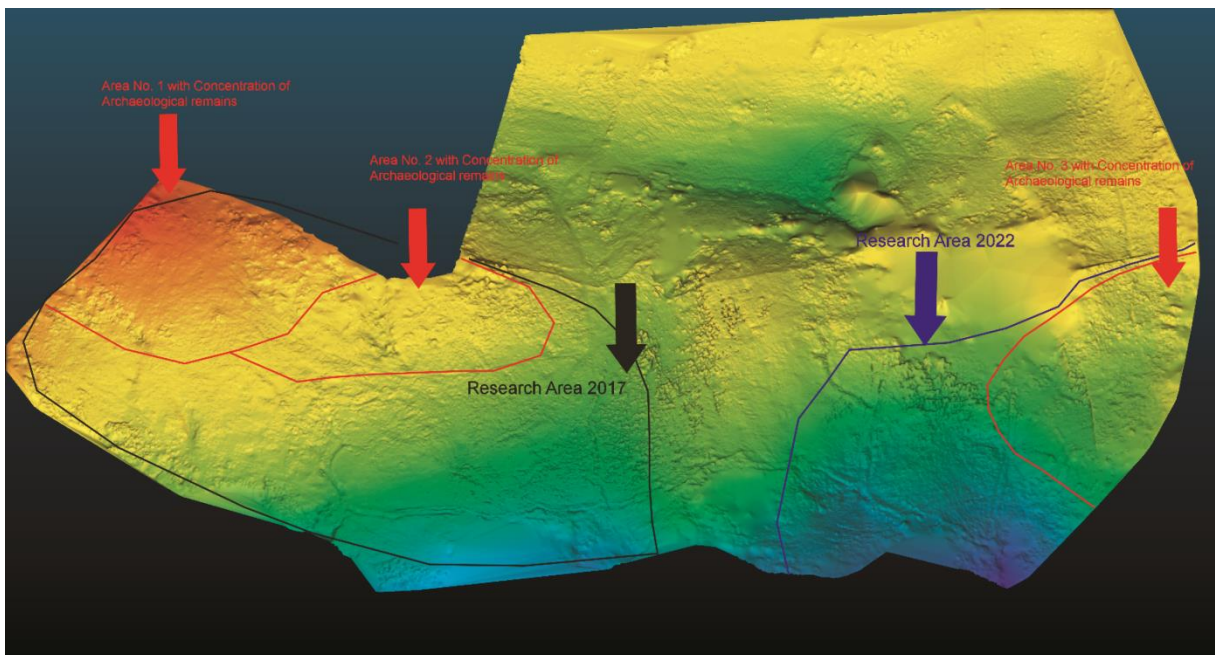 Area No. 1 with Concentration of
Archaeological remains
Area No. 2 with Concentration of
Archaeological remains
Area No. 3 with Concentration of
Archaeological remains
Research Area 2022
Research Area 2017